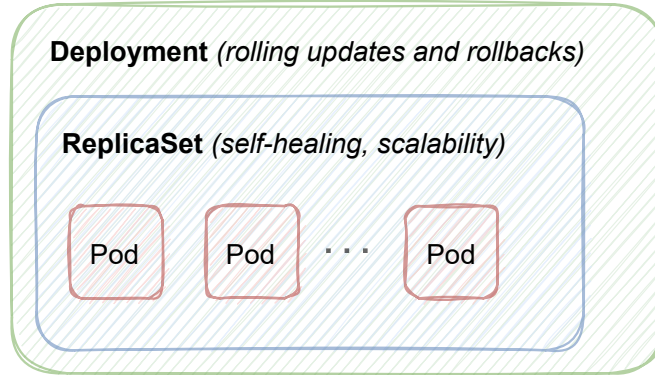 Deployment (rolling updates and rollbacks)
ReplicaSet (self-healing, scalability)
Pod Pod ... Pod